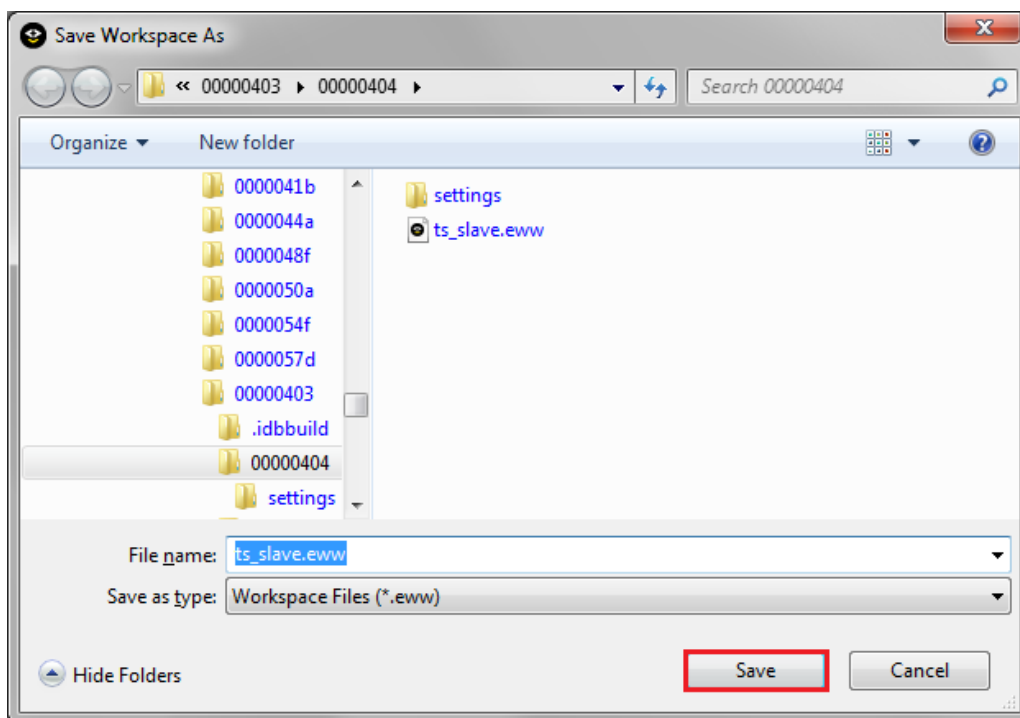 Save Workspace As
« 00000403 ▸ 00000404 ▸
Search 00000404
Organize
New folder
0000041b
0000044a
0000048f
0000050a
0000054f
0000057d
00000403
.idbbuild
00000404
settings
settings
ts_slave.eww
File name: ts_slave.eww
Save as type: Workspace Files (*.eww)
Hide Folders
Save
Cancel